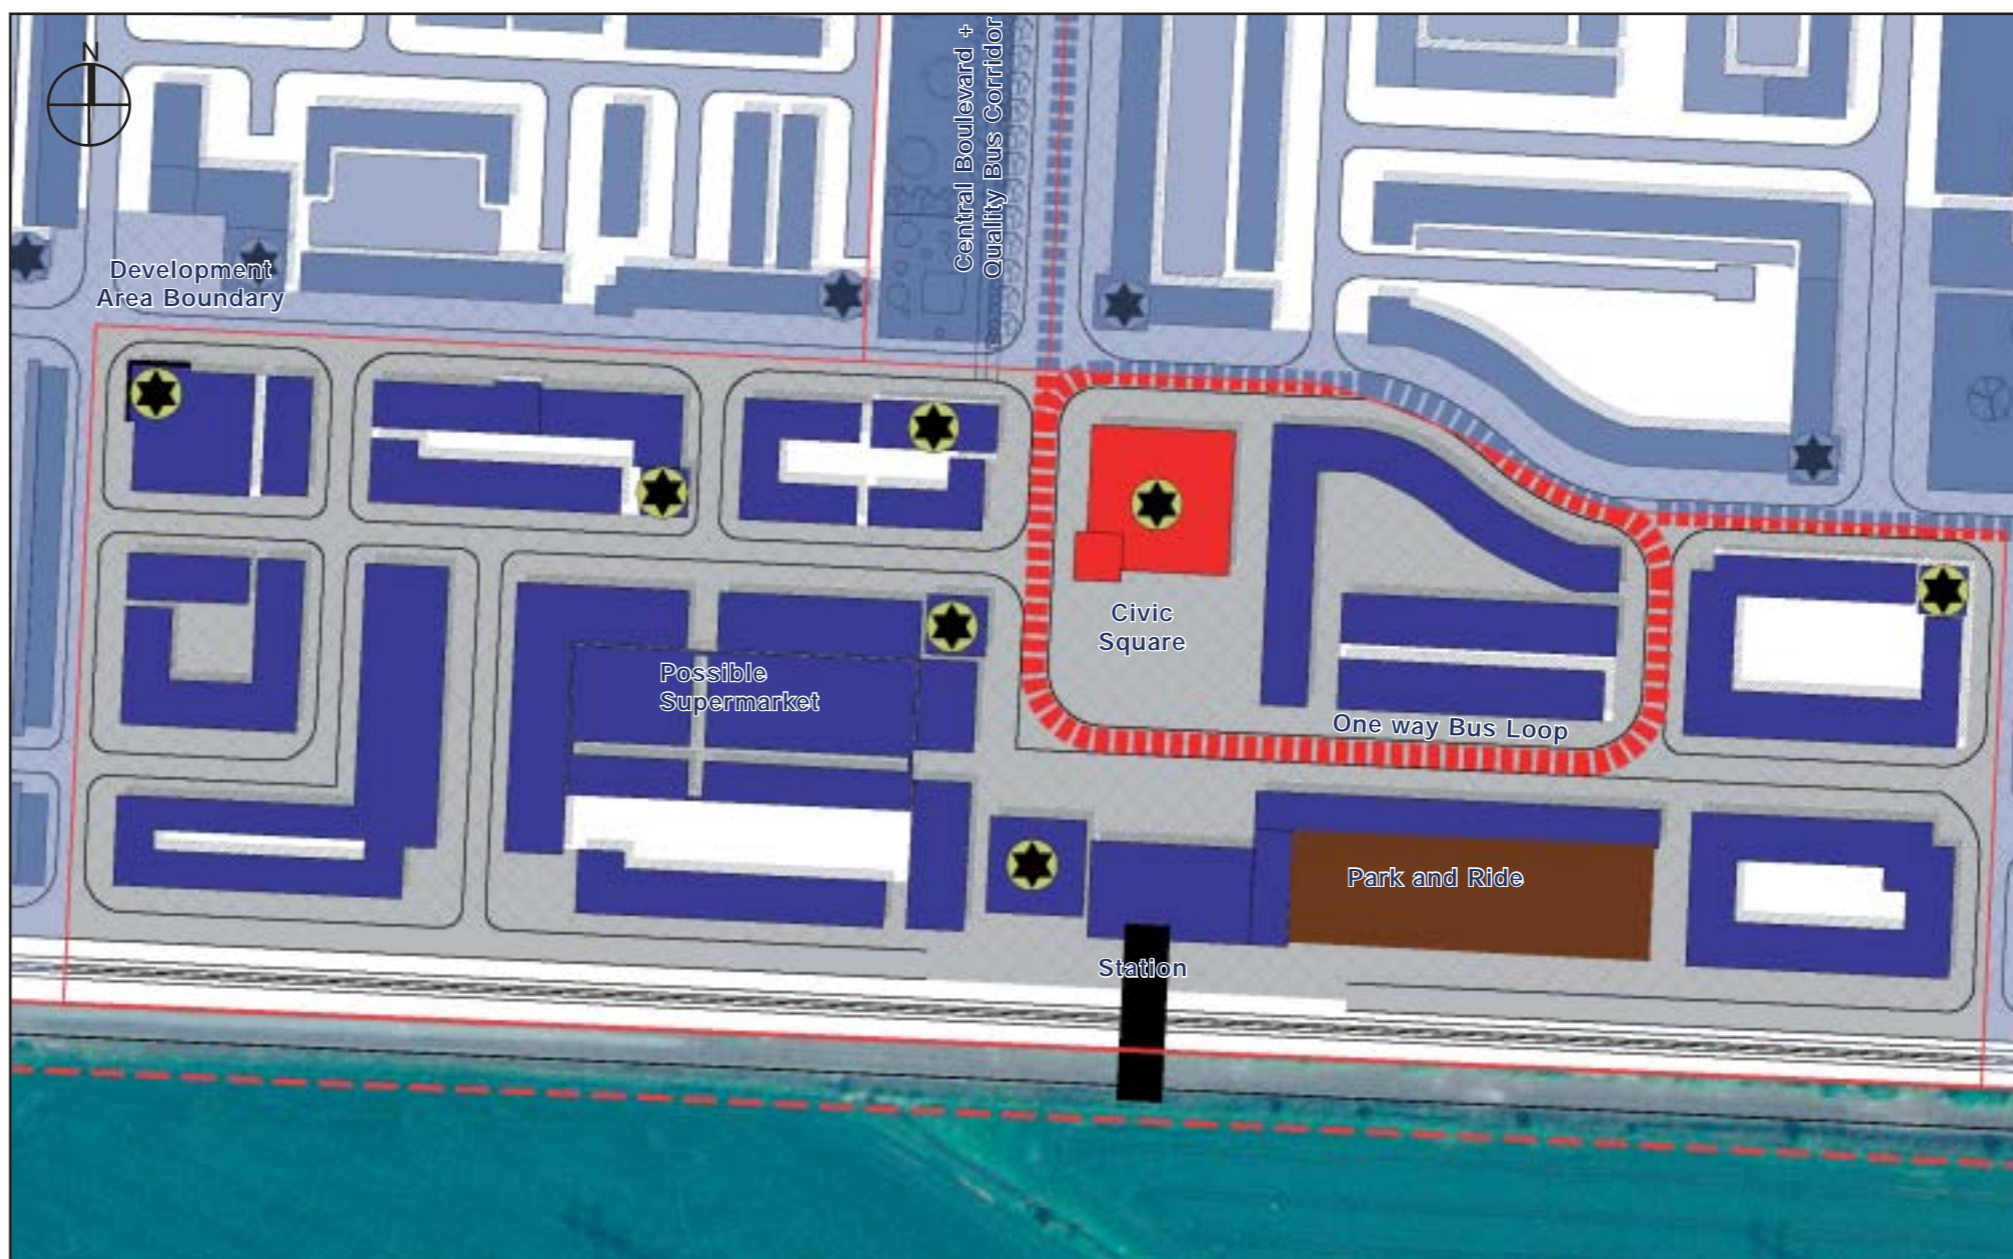 N
Central Boulevard +
Quality Bus Corridor
Development
Area Boundary
Civic
Square
Possible
Supermarket
One way Bus Loop
Park and Ride
Station